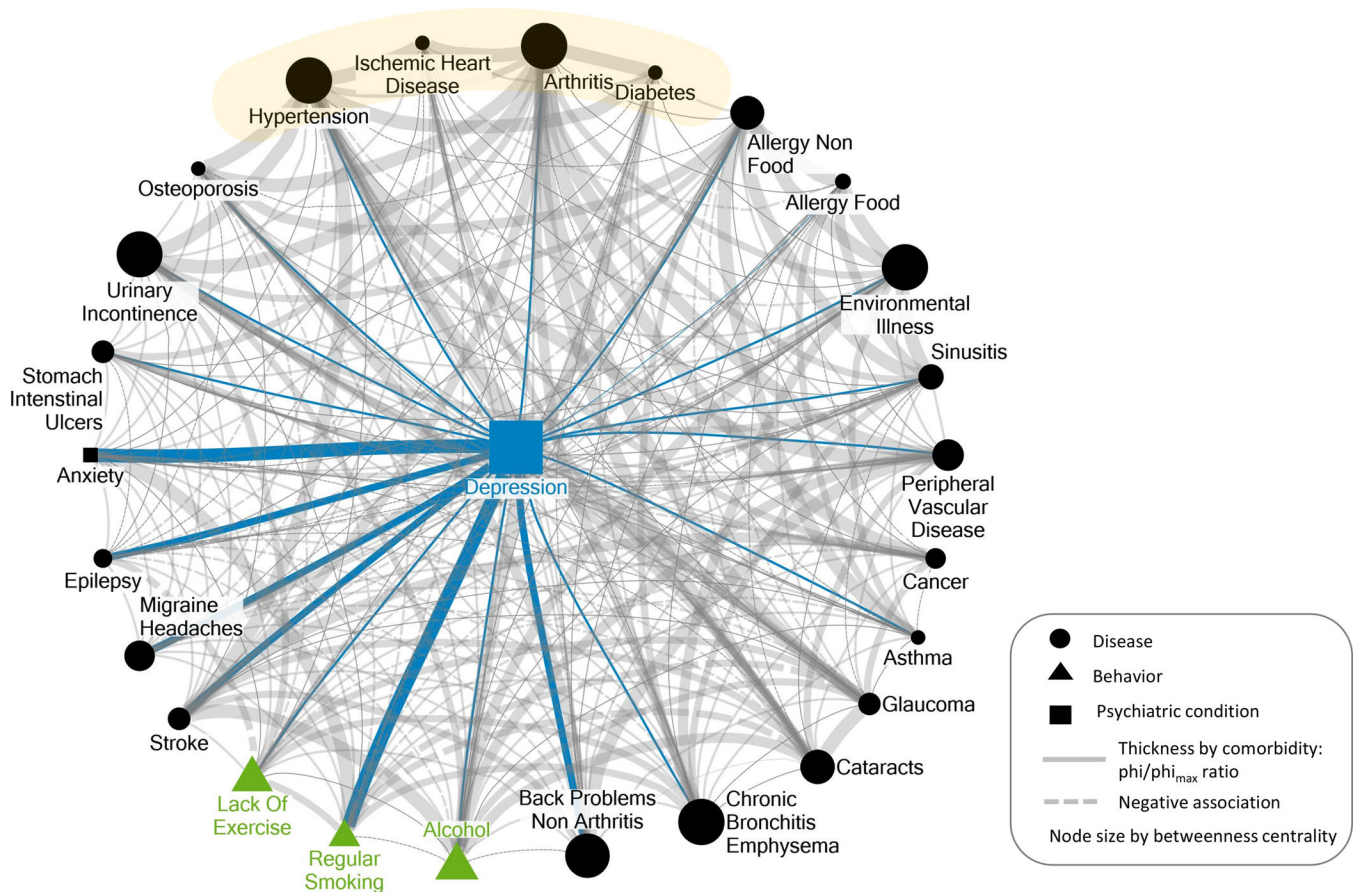 Ischemic Heart
Disease
Arthritis
Diabetes
Hypertension
Allergy Non
Food
Osteoporosis
Allergy Food
Urinary
Incontinence
Environmental
Illness
Stomach
Intenstinal
Ulcers
Sinusitis
Anxiety
Depression
Peripheral
Vascular
Disease
Epilepsy
Cancer
Migraine
Headaches
Asthma
Stroke
Glaucoma
Lack Of
Exercise
Cataracts
Regular
Smoking
Alcohol
Back Problems
Non Arthritis
Chronic
Bronchitis
Emphysema
Disease
Behavior
Psychiatric condition
Thickness by comorbidity:
phi/phimax ratio
Negative association
Node size by betweenness centrality